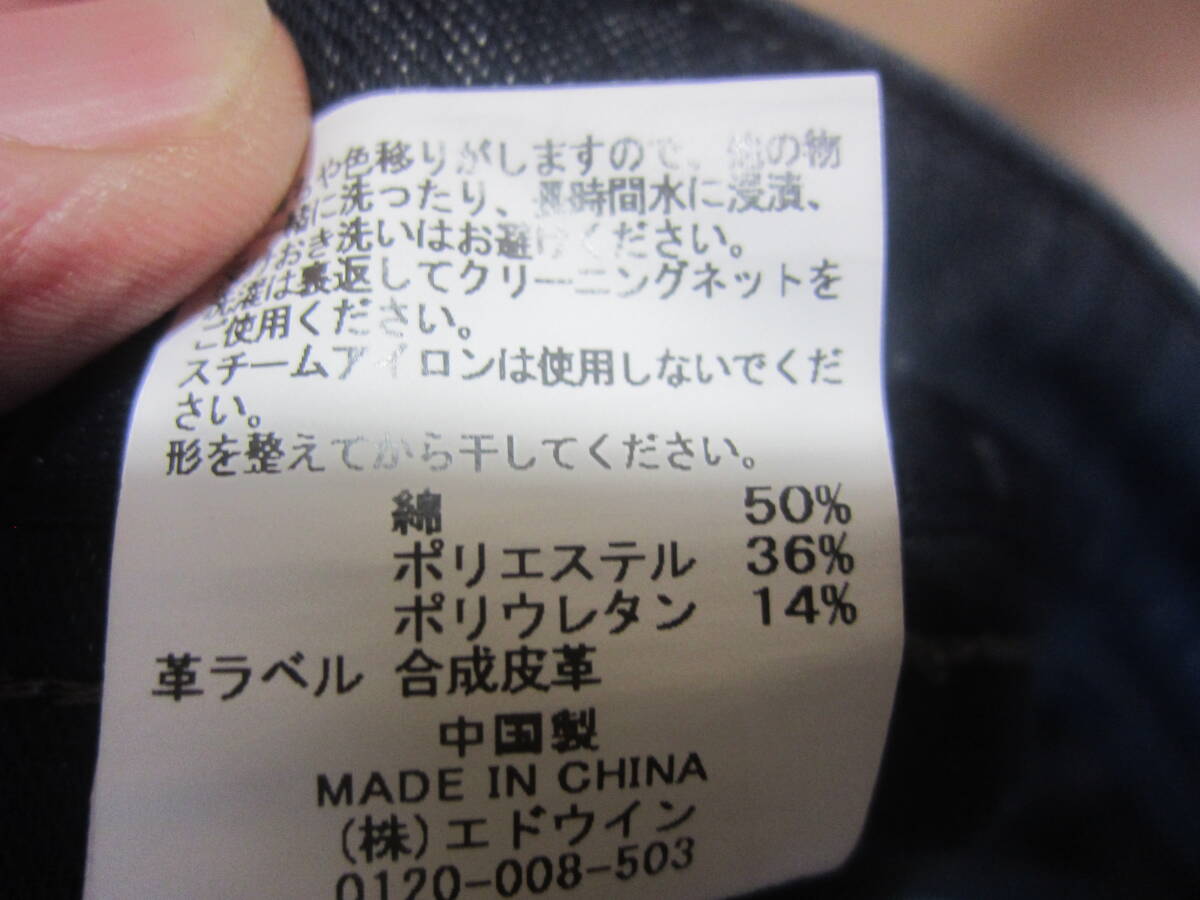 や色移りがしますので、他の物
緒に洗ったり、長時間水に浸漬、
おき洗いはお避けください。
洗濯は裏返してクリーニングネットを
ご使用ください。
スチームアイロンは使用しないでくだ
さい。
形を整えてから干してください。
綿 50%
ポリエステル 36%
ポリウレタン 14%
革ラベル 合成皮革
中国製
MADE IN CHINA
(株)エドウイン
0120-008-503